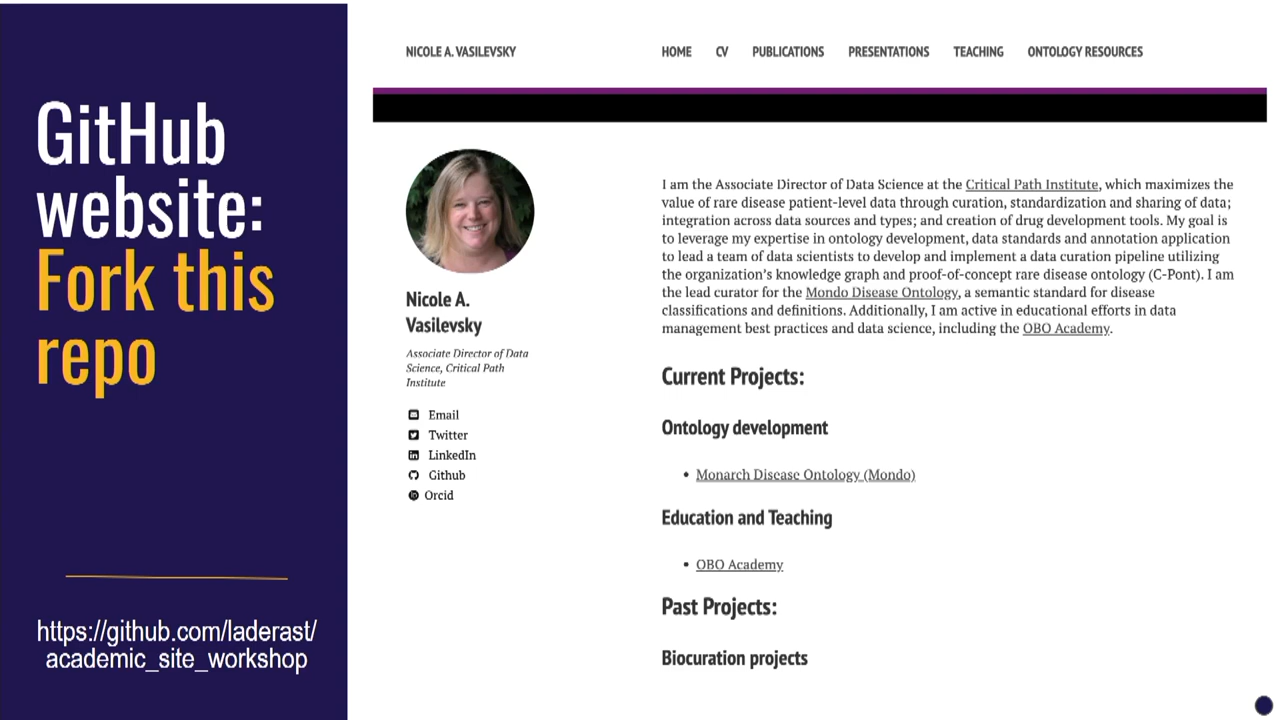 GitHub
website:
Fork this
repo
https://github.com/laderast/
academic_site_workshop
NICOLE A. VASILEVSKY
HOME CV PUBLICATIONS PRESENTATIONS TEACHING ONTOLOGY RESOURCES
Nicole A.
Vasilevsky
Associate Director of Data
Science, Critical Path
Institute
Email
Twitter
LinkedIn
Github
Orcid
I am the Associate Director of Data Science at the Critical Path Institute, which maximizes the
value of rare disease patient-level data through curation, standardization and sharing of data;
integration across data sources and types; and creation of drug development tools. My goal is
to leverage my expertise in ontology development, data standards and annotation application
to lead a team of data scientists to develop and implement a data curation pipeline utilizing
the organization's knowledge graph and proof-of-concept rare disease ontology (C-Pont). I am
the lead curator for the Mondo Disease Ontology, a semantic standard for disease
classifications and definitions. Additionally, I am active in educational efforts in data
management best practices and data science, including the OBO Academy.
Current Projects:
Ontology development
• Monarch Disease Ontology (Mondo)
Education and Teaching
• OBO Academy
Past Projects:
Biocuration projects